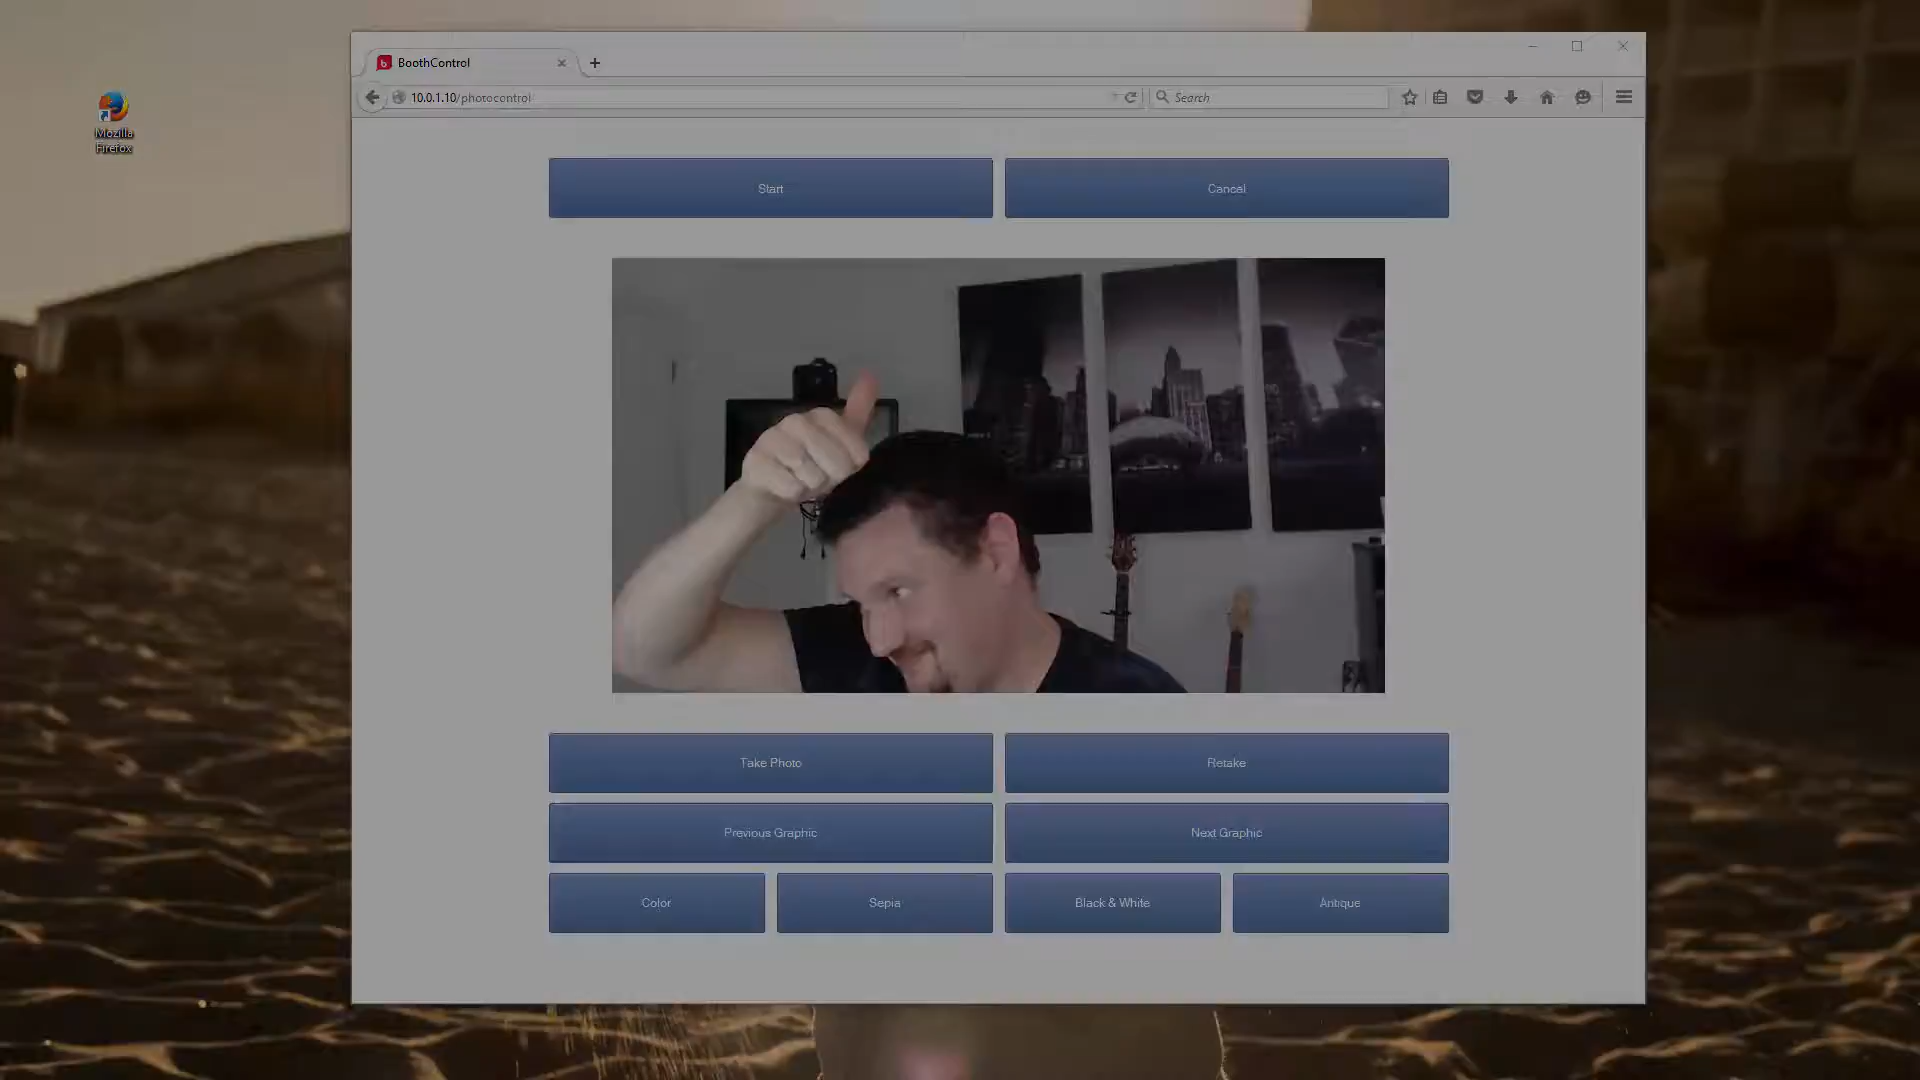 BoothControl
10.0.1.10/photocontrol
Search
Mozilla
Firefox
Start
Cancel
Take Photo
Retake
Previous Graphic
Next Graphic
Color
Sepia
Black & White
Antique